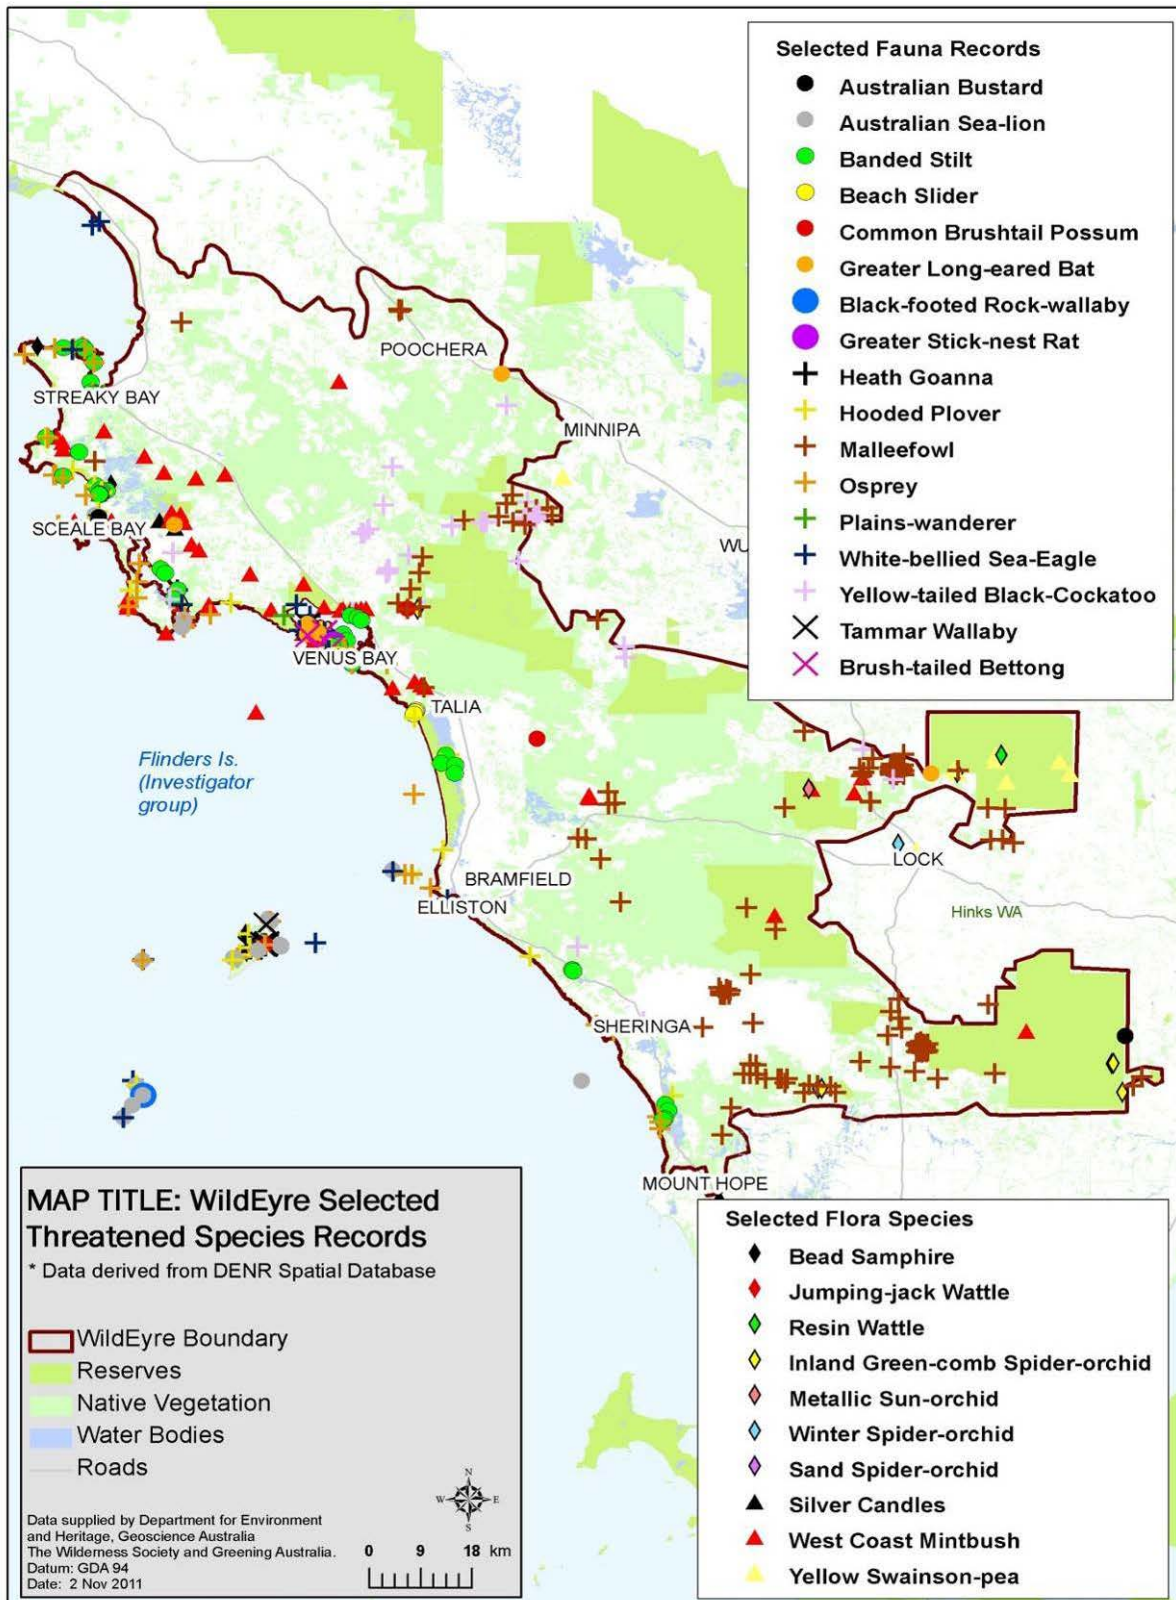 Selected Fauna Records
Australian Bustard
Australian Sea-lion
Banded Stilt
Beach Slider
Common Brushtail Possum
Greater Long-eared Bat
Black-footed Rock-wallaby
Greater Stick-nest Rat
Heath Goanna
Hooded Plover
Malleefowl
Osprey
Plains-wanderer
White-bellied Sea-Eagle
Yellow-tailed Black-Cockatoo
Tammar Wallaby
Brush-tailed Bettong
POOCHERA
STREAKY BAY
MINNIPA
SCEALE BAY
WU
VENUS BAY
TALIA
Flinders Is.
(Investigator
group)
LOCK
BRAMFIELD
ELLISTON
Hinks WA
SHERINGA
MOUNT HOPE
MAP TITLE: WildEyre Selected
Threatened Species Records
* Data derived from DENR Spatial Database
WildEyre Boundary
Reserves
Native Vegetation
Water Bodies
Roads
N
W E
S
Data supplied by Department for Environment
and Heritage, Geoscience Australia
The Wilderness Society and Greening Australia.
Datum: GDA 94
Date: 2 Nov 2011
0 9 18 km
Selected Flora Species
Bead Samphire
Jumping-jack Wattle
Resin Wattle
Inland Green-comb Spider-orchid
Metallic Sun-orchid
Winter Spider-orchid
Sand Spider-orchid
Silver Candles
West Coast Mintbush
Yellow Swainson-pea